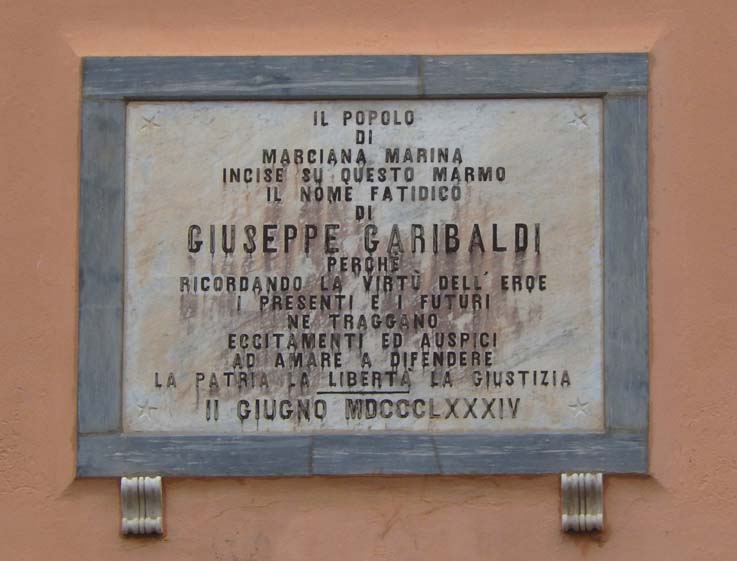 IL POPOLO
DI
MARCIANA MARINA
INCISE SU QUESTO MARMO
IL NOME FATIDICO
DI
GIUSEPPE GARIBALDI
PERCHÈ
RICORDANDO LA VIRTÙ DELL' EROE
I PRESENTI E I FUTURI
NE TRAGGANO
ECCITAMENTI ED AUSPICI
AD AMARE A DIFENDERE
LA PATRIA LA LIBERTÀ LA GIUSTIZIA
II GIUGNO MDCCCLXXXIV